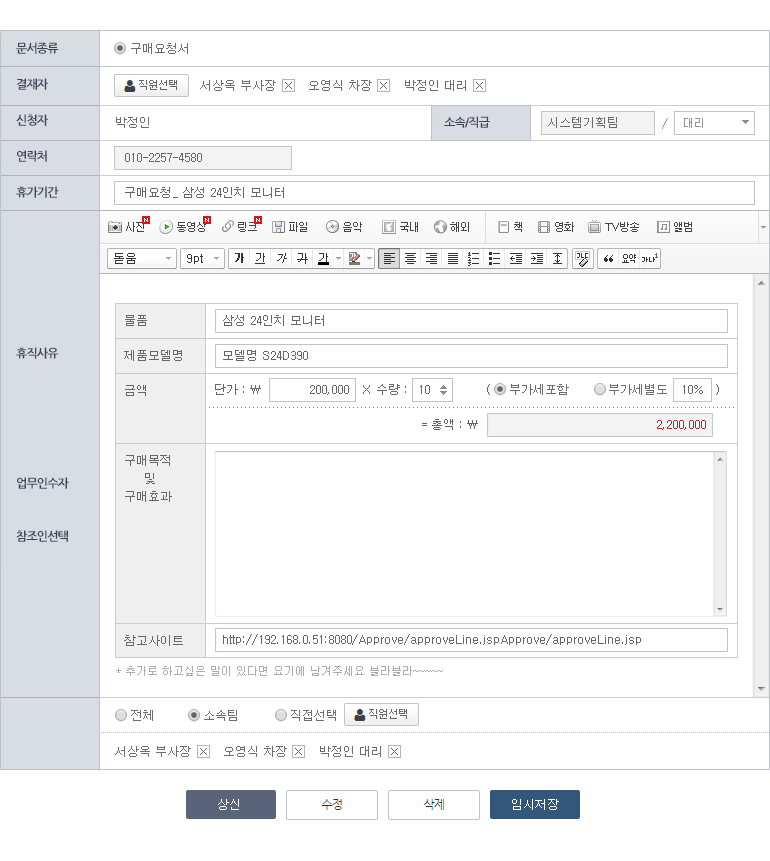 문서종류 구매요청서
결재자 직원선택 서상옥 부사장 오영식 차장 박정인 대리
신청자 박정인 소속/직급 시스템기획팀 / 대리
연락처 010-2257-4580
휴가기간 구매요청_ 삼성 24인치 모니터
사진 N 동영상 N 링크 N 파일 음악 국내 해외 책 영화 TV방송 앨범
돋움 9pt 가 가 가 가 가 가 요약
물품 삼성 24인치 모니터
휴직사유 제품모델명 모델명 S24D390
금액 단가 : ₩ 200,000 X 수량 : 10 ( 부가세포함 부가세별도 10% )
= 총액 : ₩ 2,200,000
구매목적
업무인수자 및
구매효과
참조인선택
참고사이트 http://192.168.0.51:8080/Approve/approveLine.jspApprove/approveLine.jsp
* 추가로 하고싶은 말이 있다면 요기에 남겨주세요 블라블라~~~~~
전체 소속팀 직접선택 직원선택
서상옥 부사장 오영식 차장 박정인 대리
상신 수정 삭제 임시저장